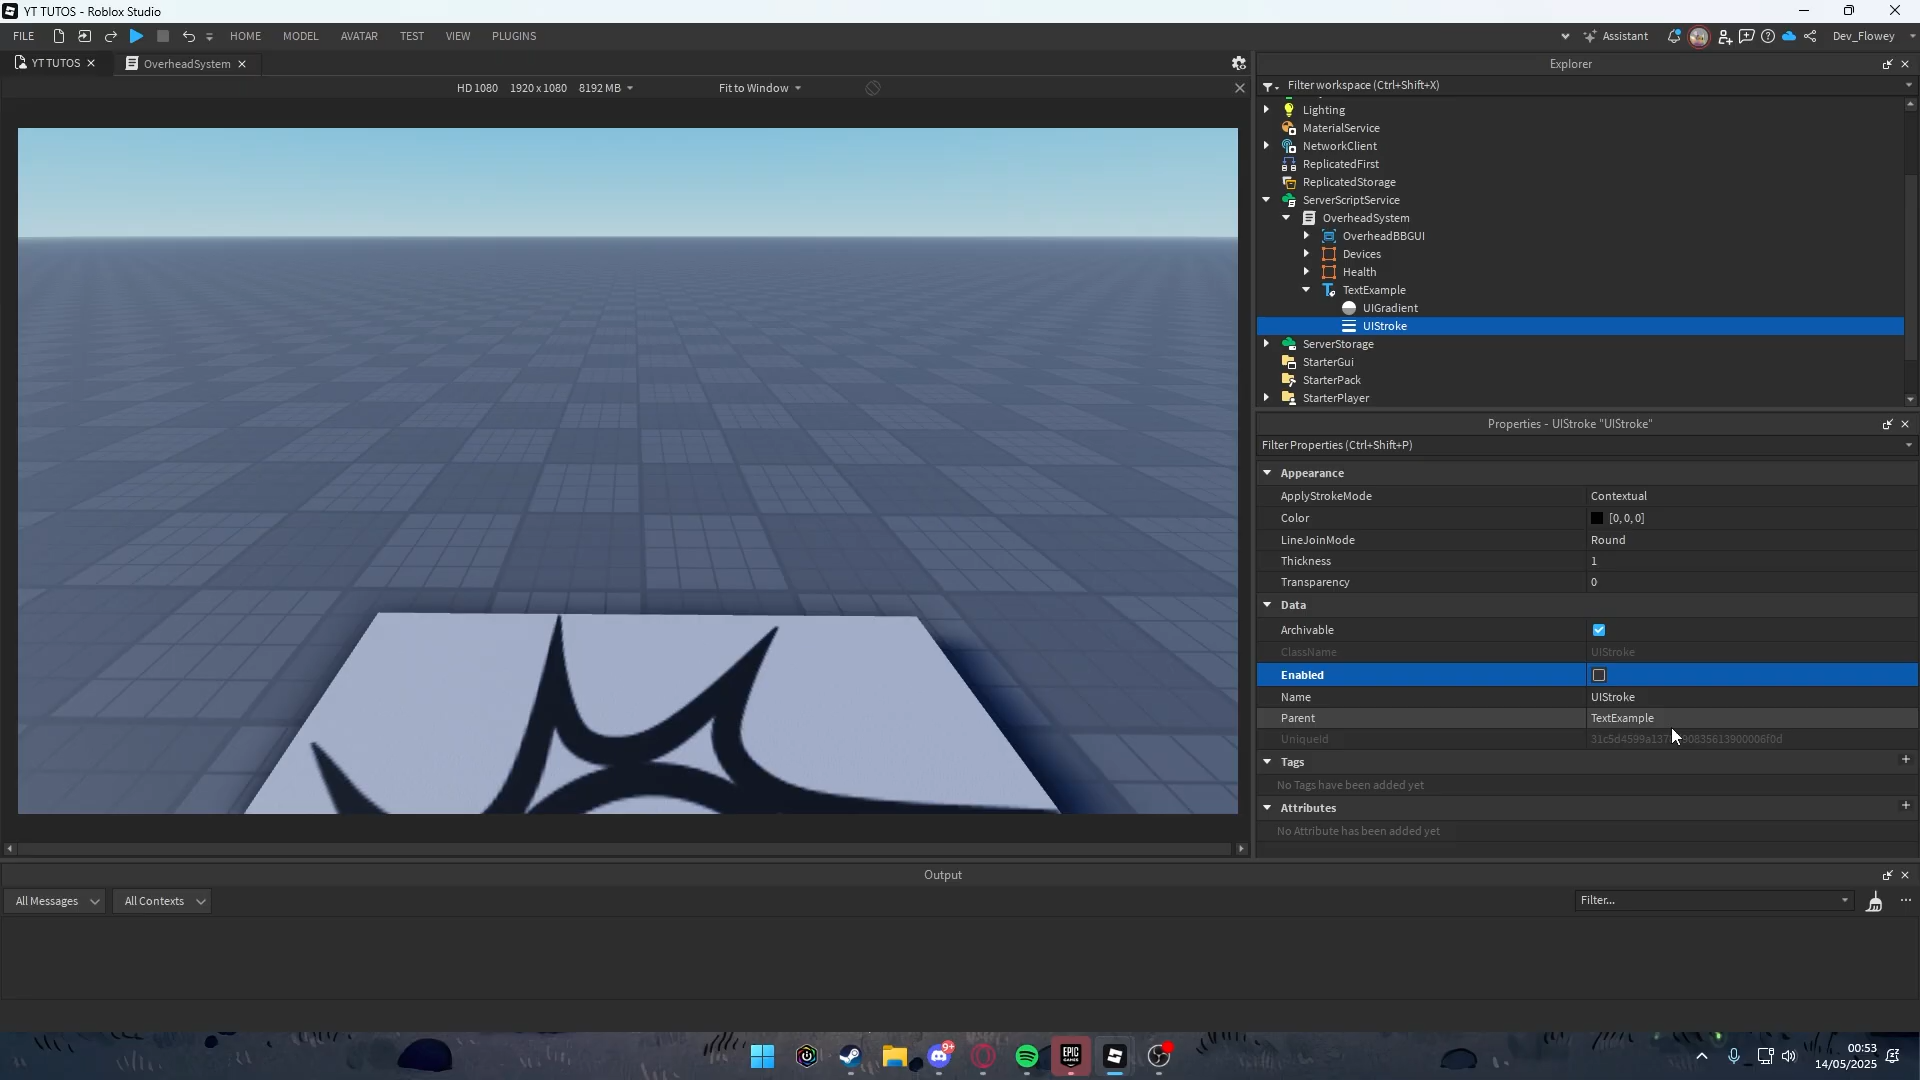 YT TUTOS - Roblox Studio
FILE
HOME
MODEL
AVATAR
TEST
VIEW
PLUGINS
Assistant
Dev_Flowey
YT TUTOS
OverheadSystem
HD 1080 1920 x 1080 8192 MB
Fit to Window
Explorer
Filter workspace (Ctrl+Shift+X)
Lighting
MaterialService
NetworkClient
ReplicatedFirst
ReplicatedStorage
ServerScriptService
OverheadSystem
OverheadBBGUI
Devices
Health
TextExample
UIGradient
UIStroke
ServerStorage
StarterGui
StarterPack
StarterPlayer
Properties - UIStroke "UIStroke"
Filter Properties (Ctrl+Shift+P)
Appearance
ApplyStrokeMode Contextual
Color [0, 0, 0]
LineJoinMode Round
Thickness 1
Transparency 0
Data
Archivable
ClassName UIStroke
Enabled
Name UIStroke
Parent TextExample
UniqueId
Tags
No Tags have been added yet
Attributes
No Attribute has been added yet
Output
All Messages
All Contexts
Filter...
9+
EPIC
GAMES
00:53
14/05/2025